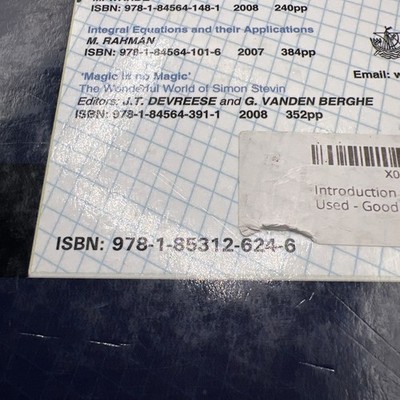 ISBN: 978-1-84564-148-1 2008 240pp
Integral Equations and their Applications
M. RAHMAN
ISBN: 978-1-84564-101-6 2007 384pp
Email: w
'Magic is no Magic'
The Wonderful World of Simon Stevin
Editors: J.T. DEVREESE and G. VANDEN BERGHE
ISBN: 978-1-84564-391-1 2008 352pp
X0
Introduction
Used - Good
ISBN: 978-1-85312-624-6